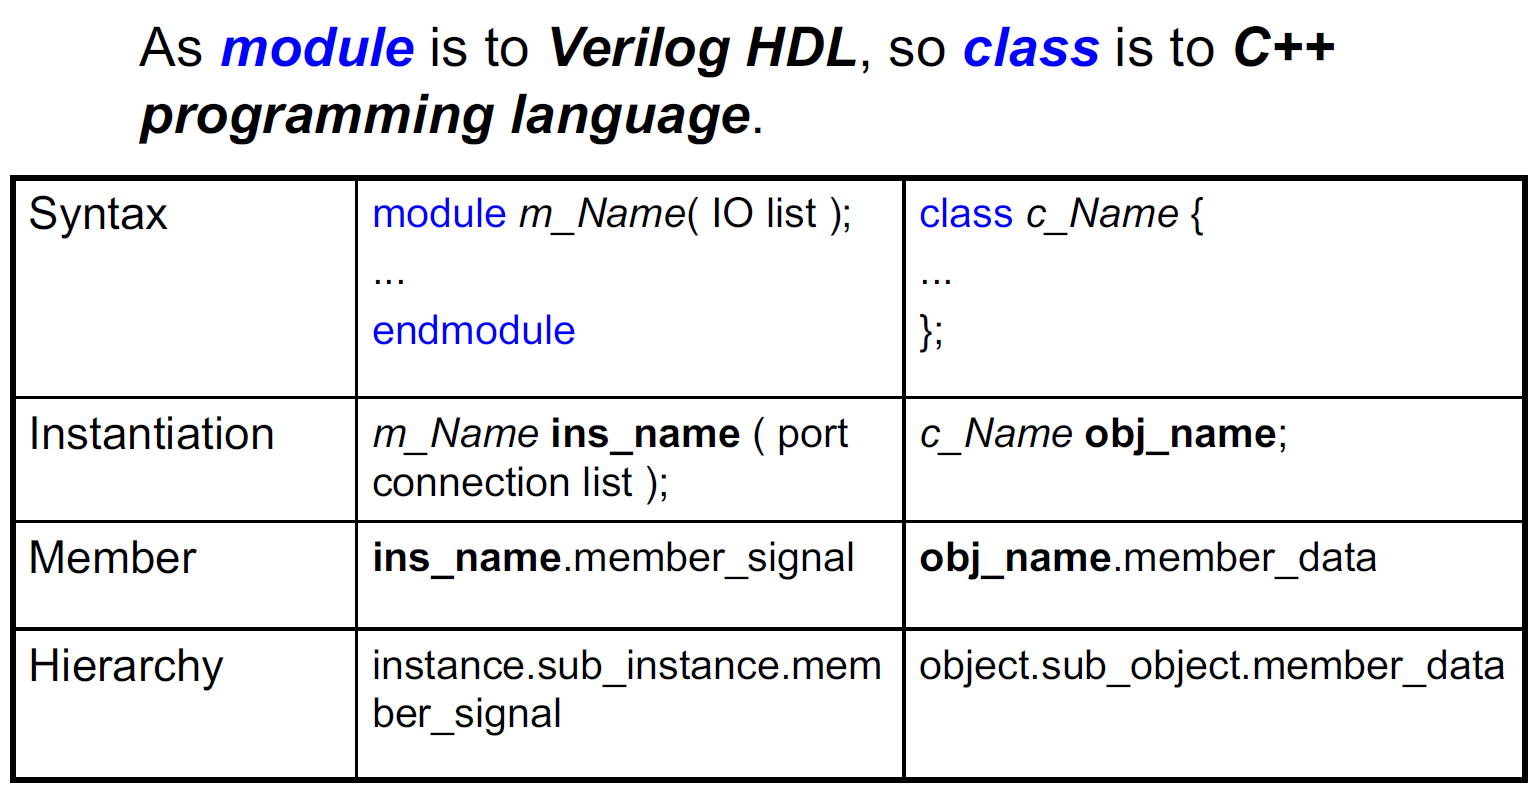 As module is to Verilog HDL, so class is to C++
programming language.
Syntax
module m_Name( IO list );
...
endmodule
class c_Name {
...
};
Instantiation
m_Name ins_name ( port
connection list );
c_Name obj_name;
Member
ins_name.member_signal
obj_name.member_data
Hierarchy
instance.sub_instance.mem
ber_signal
object.sub_object.member_data